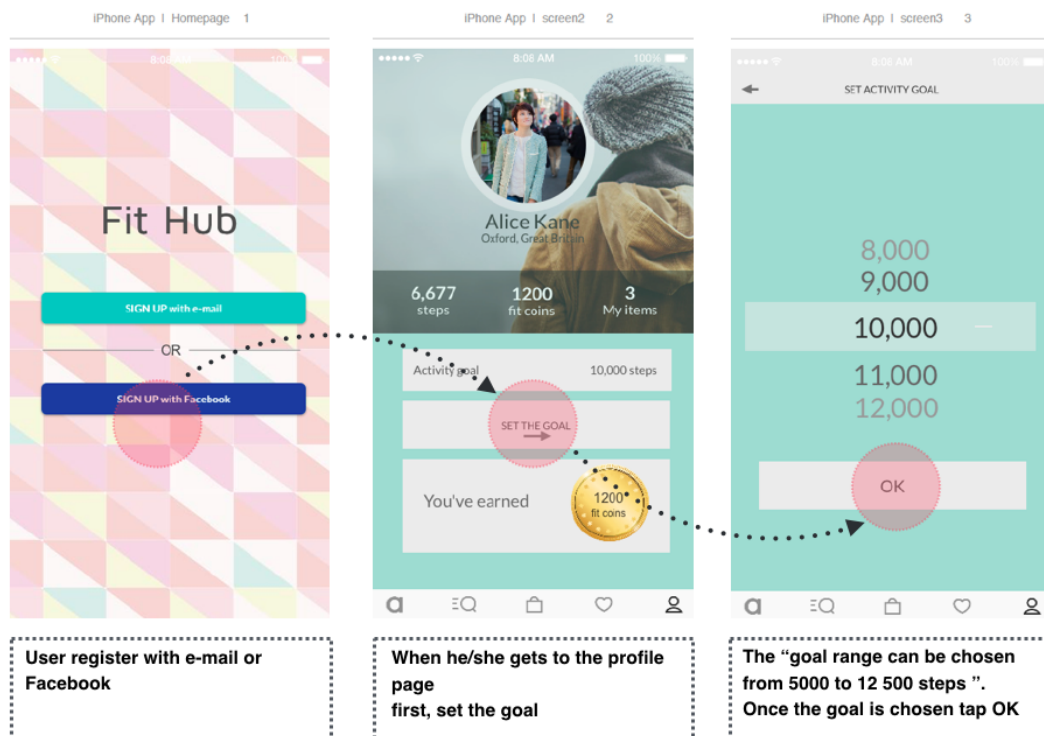 iPhone App | Homepage 1
8:08 AM
100%
Fit Hub
SIGN UP with e-mail
OR
SIGN UP with Facebook
User register with e-mail or
Facebook
iPhone App | screen2 2
8:08 AM
100%
Alice Kane
Oxford, Great Britain
6,677
steps
1200
fit coins
3
My items
Activity goal 10,000 steps
SET THE GOAL
You've earned
1200
fit coins
a
When he/she gets to the profile
page
first, set the goal
iPhone App | screen3 3
8:08 AM
100%
SET ACTIVITY GOAL
8,000
9,000
10,000
11,000
12,000
OK
a
The “goal range can be chosen
from 5000 to 12 500 steps ”.
Once the goal is chosen tap OK